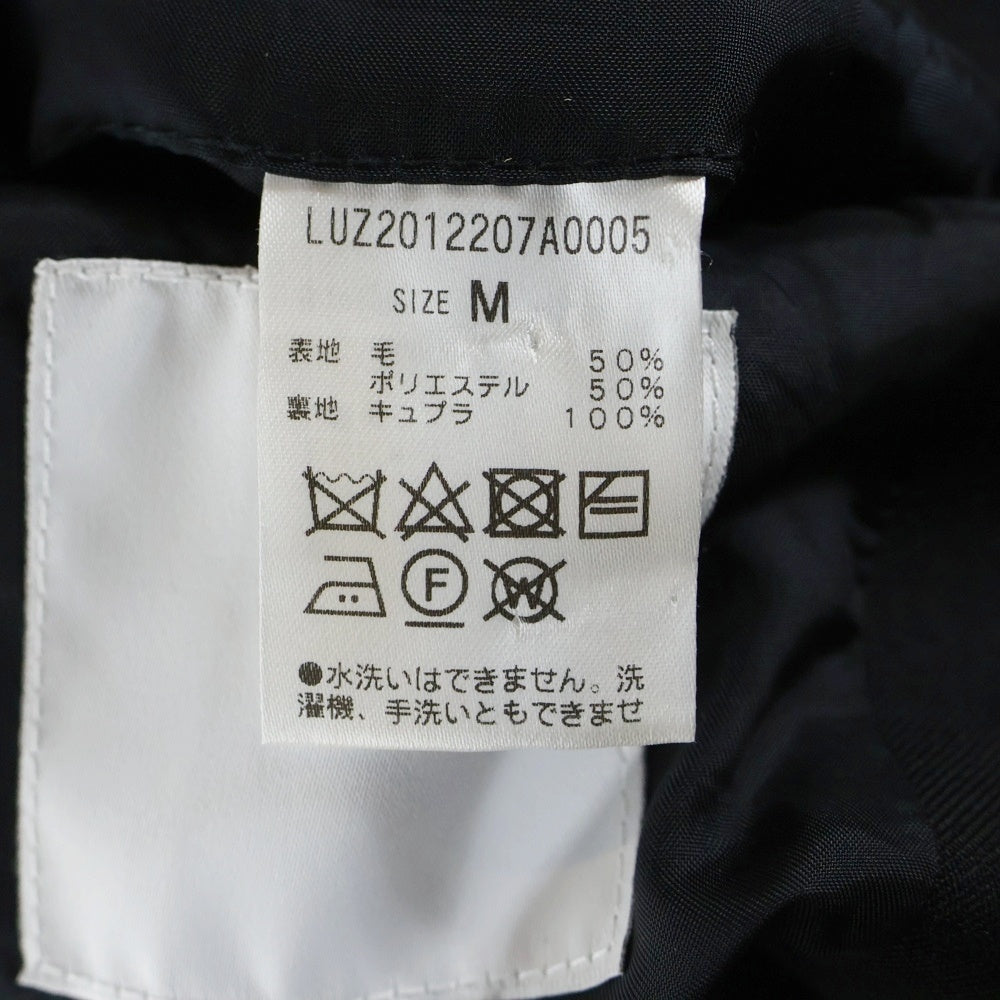 LUZ2012207A0005
SIZE M
表地 毛 50%
ポリエステル 50%
裏地 キュプラ 100%
F W
●水洗いはできません。洗
濯機、手洗いともできませ